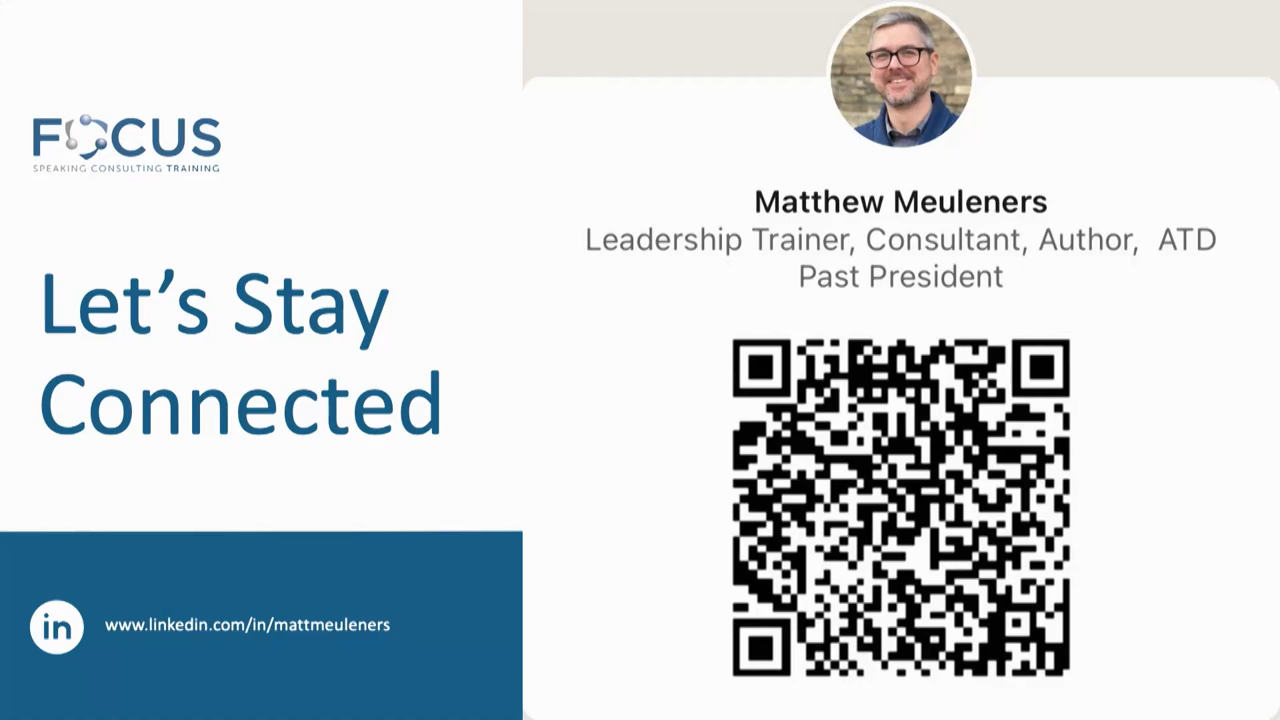 FOCUS
SPEAKING CONSULTING TRAINING
Let’s Stay
Connected
www.linkedin.com/in/mattmeuleners
in
Matthew Meuleners
Leadership Trainer, Consultant, Author,  ATD
Past President